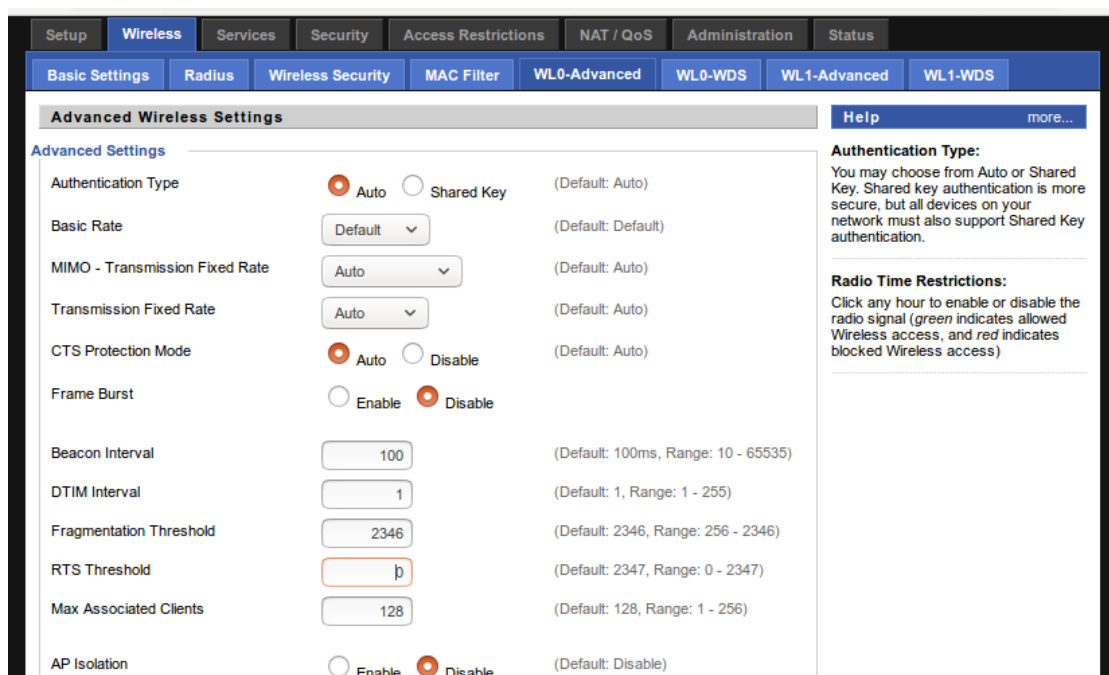 Setup Wireless Services Security Access Restrictions NAT / QoS Administration Status
Basic Settings Radius Wireless Security MAC Filter WL0-Advanced WL0-WDS WL1-Advanced WL1-WDS
Advanced Wireless Settings
Advanced Settings
Authentication Type Auto Shared Key (Default: Auto)
Basic Rate Default (Default: Default)
MIMO - Transmission Fixed Rate Auto (Default: Auto)
Transmission Fixed Rate Auto (Default: Auto)
CTS Protection Mode Auto Disable (Default: Auto)
Frame Burst Enable Disable
Beacon Interval 100 (Default: 100ms, Range: 10 - 65535)
DTIM Interval 1 (Default: 1, Range: 1 - 255)
Fragmentation Threshold 2346 (Default: 2346, Range: 256 - 2346)
RTS Threshold 0 (Default: 2347, Range: 0 - 2347)
Max Associated Clients 128 (Default: 128, Range: 1 - 256)
AP Isolation Enable Disable (Default: Disable)
Help more...
Authentication Type:
You may choose from Auto or Shared
Key. Shared key authentication is more
secure, but all devices on your
network must also support Shared Key
authentication.
Radio Time Restrictions:
Click any hour to enable or disable the
radio signal (green indicates allowed
Wireless access, and red indicates
blocked Wireless access)